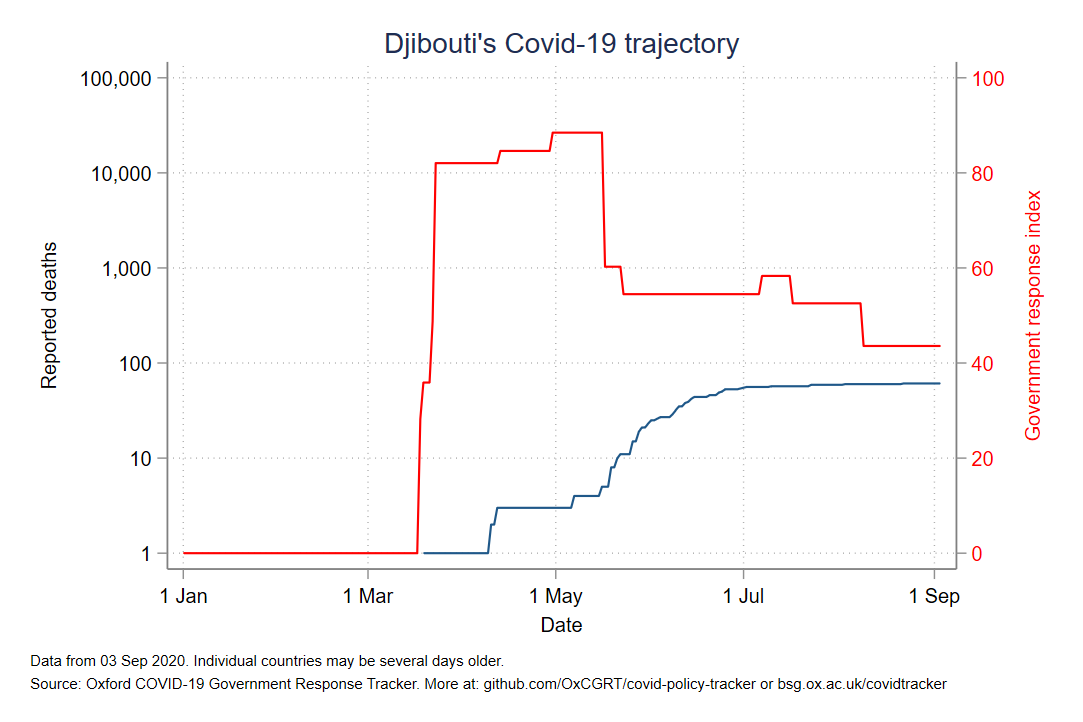 Djibouti's Covid-19 trajectory
100,000
10,000
1,000
100
10
1
Reported deaths
100
80
60
40
20
0
Government response index
1 Jan
1 Mar
1 May
1 Jul
1 Sep
Date
Data from 03 Sep 2020. Individual countries may be several days older.
Source: Oxford COVID-19 Government Response Tracker. More at: github.com/OxCGRT/covid-policy-tracker or bsg.ox.ac.uk/covidtracker